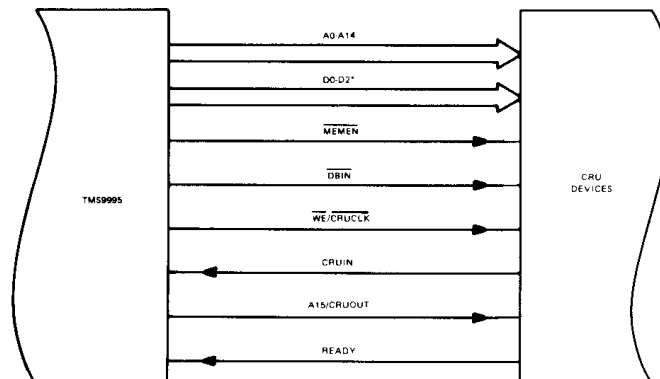 A0-A14
D0-D2*
MEMEN
DBIN
TMS9995
CRU
DEVICES
WE/CRUCLK
CRUIN
A15/CRUOUT
READY